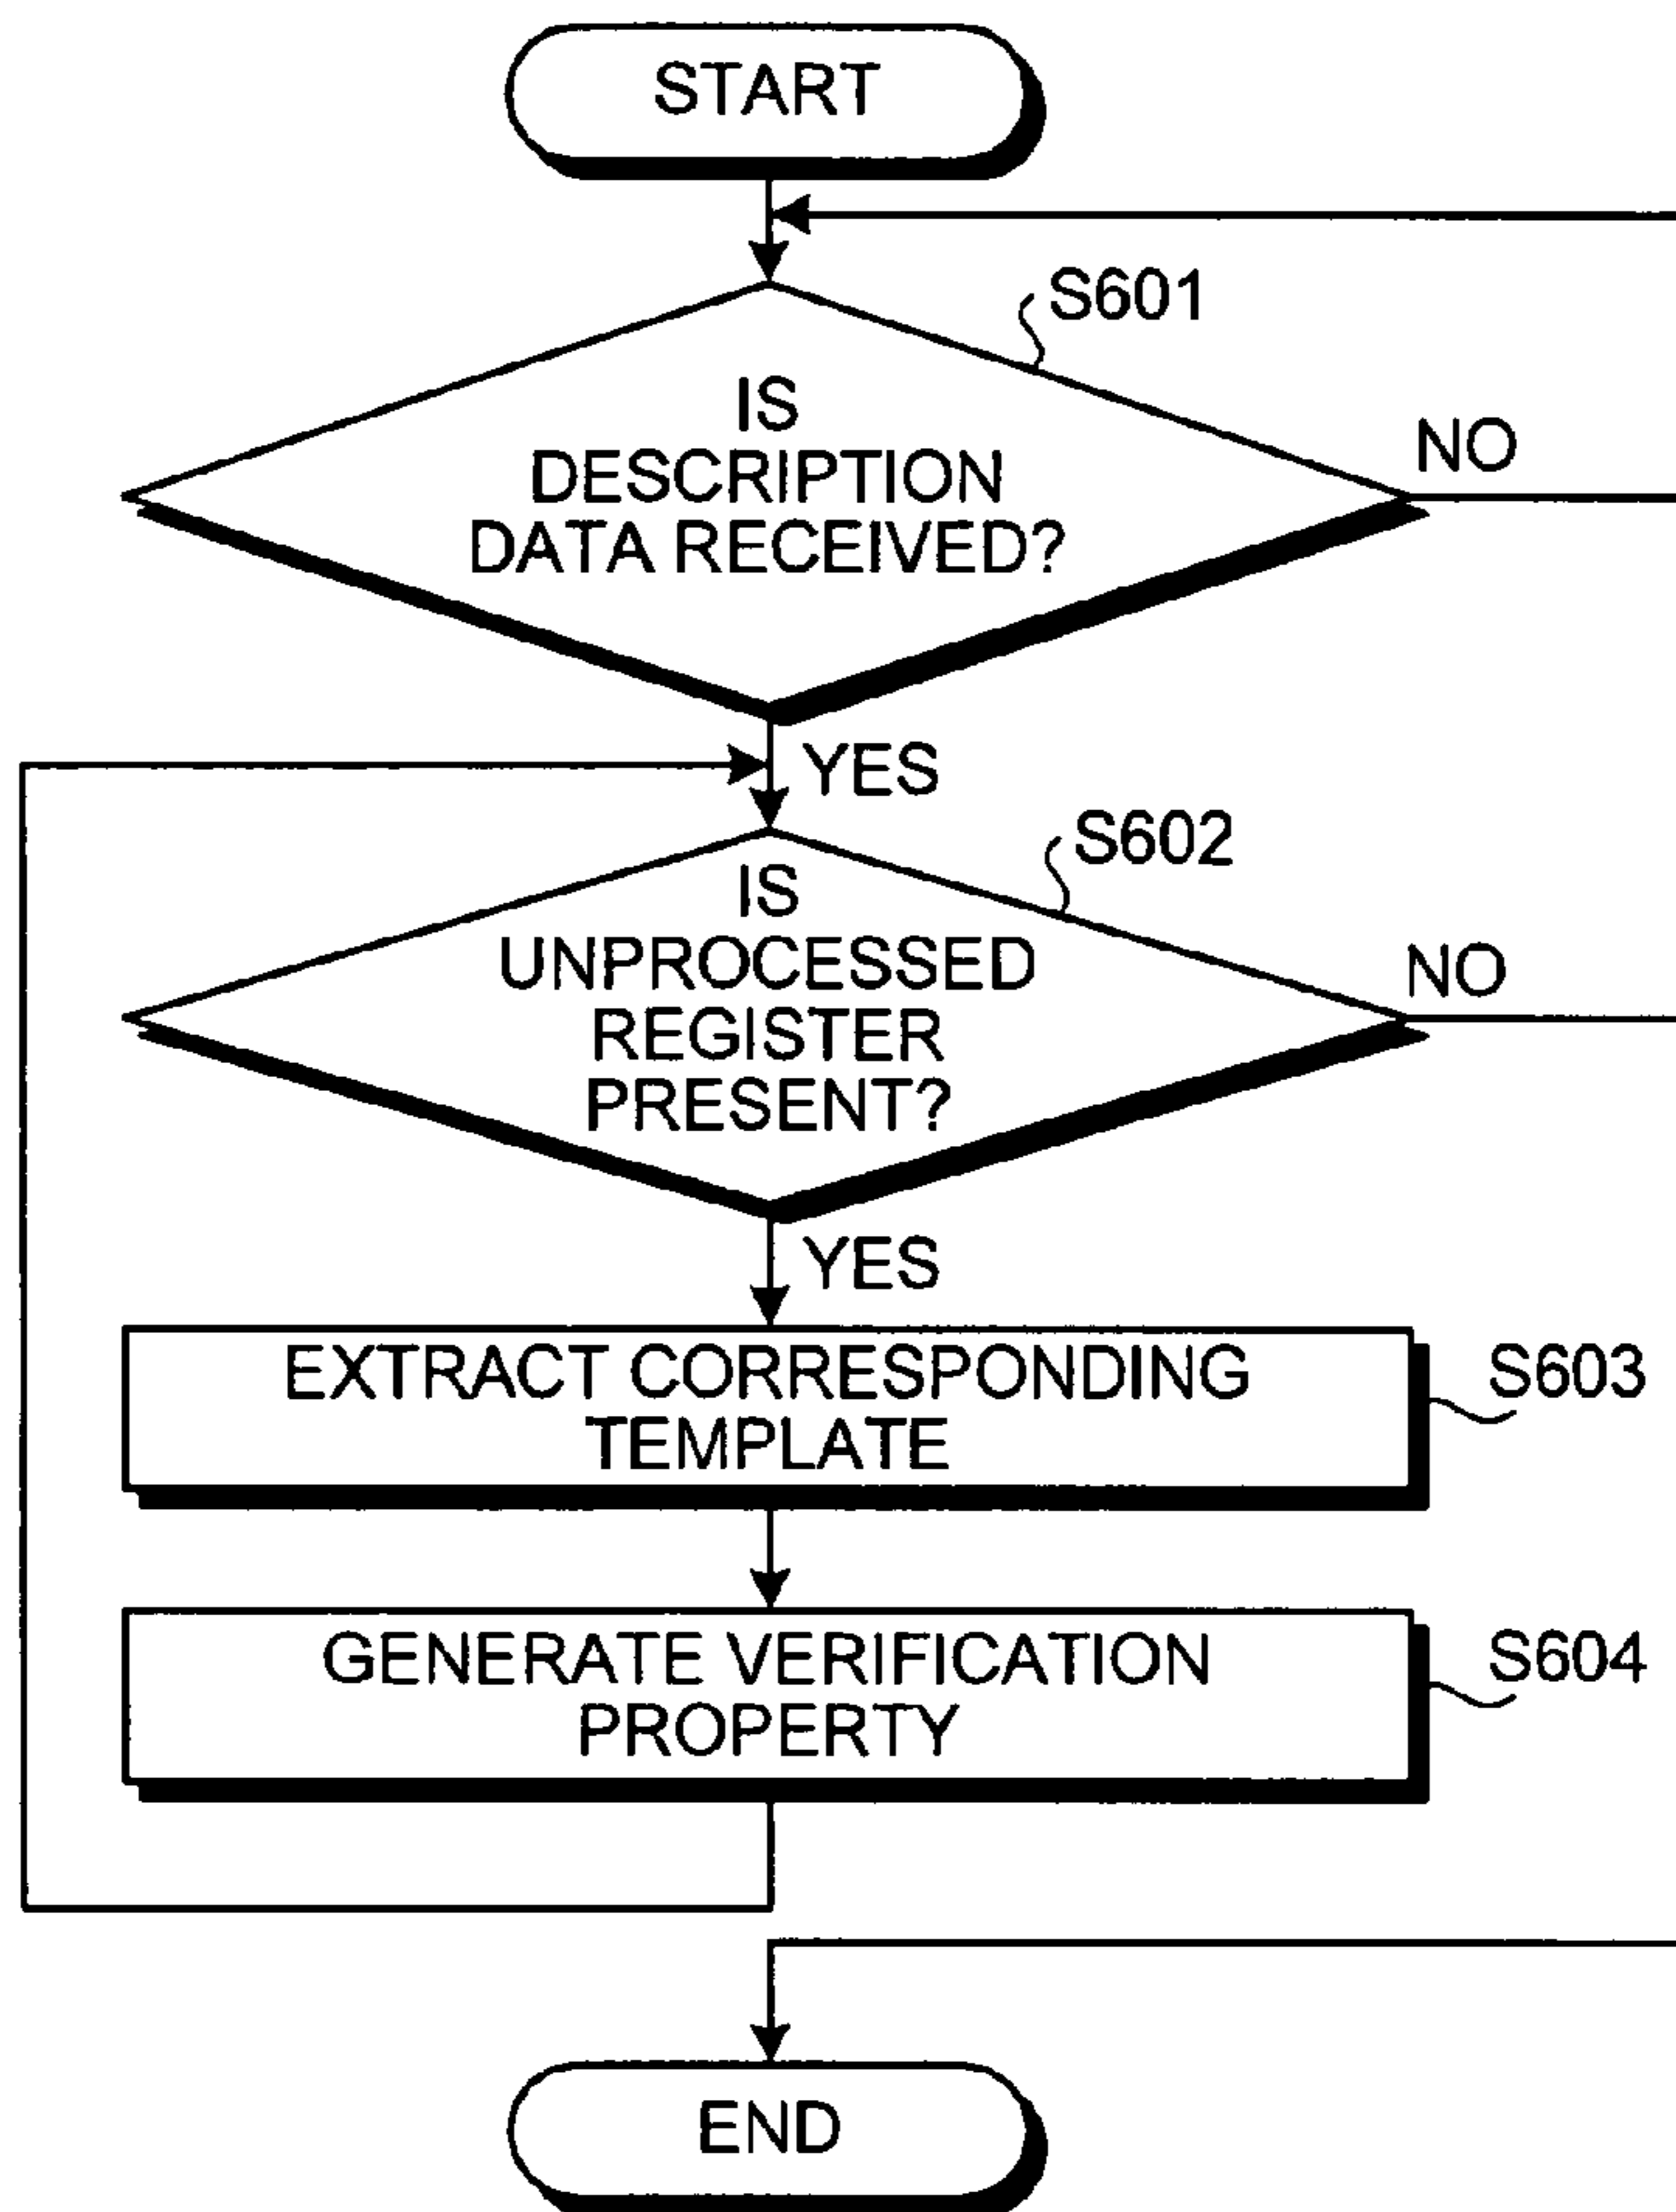 START
S601
IS
DESCRIPTION
DATA RECEIVED?
NO
YES
S602
IS
UNPROCESSED
REGISTER
PRESENT?
NO
YES
EXTRACT CORRESPONDING
TEMPLATE
S603
GENERATE VERIFICATION
PROPERTY
S604
END